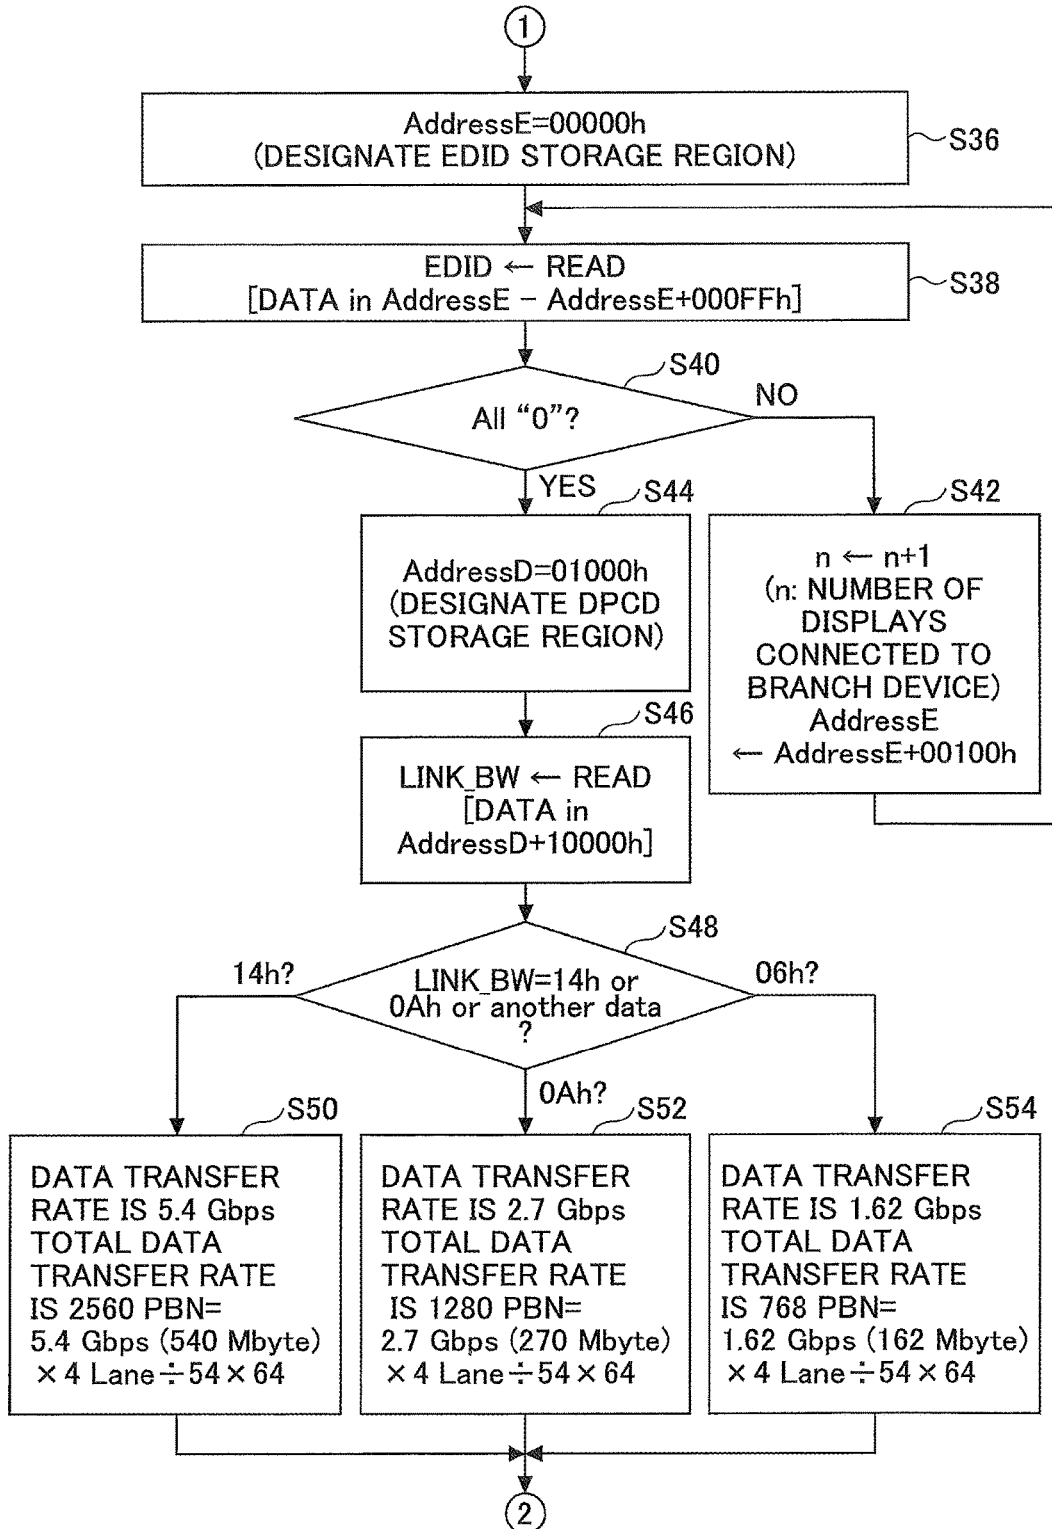 1
AddressE=00000h
(DESIGNATE EDID STORAGE REGION)
S36
EDID ← READ
[DATA in AddressE − AddressE+000FFh]
S38
S40
All “0”?
NO
YES
S44
AddressD=01000h
(DESIGNATE DPCD
STORAGE REGION)
S42
n ← n+1
(n: NUMBER OF
DISPLAYS
CONNECTED TO
BRANCH DEVICE)
AddressE
← AddressE+00100h
S46
LINK_BW ← READ
[DATA in
AddressD+10000h]
S48
14h?
LINK_BW=14h or
0Ah or another data
?
06h?
0Ah?
S50
DATA TRANSFER
RATE IS 5.4 Gbps
TOTAL DATA
TRANSFER RATE
IS 2560 PBN=
5.4 Gbps (540 Mbyte)
×4 Lane÷54×64
S52
DATA TRANSFER
RATE IS 2.7 Gbps
TOTAL DATA
TRANSFER RATE
IS 1280 PBN=
2.7 Gbps (270 Mbyte)
×4 Lane÷54×64
S54
DATA TRANSFER
RATE IS 1.62 Gbps
TOTAL DATA
TRANSFER RATE
IS 768 PBN=
1.62 Gbps (162 Mbyte)
×4 Lane÷54×64
2